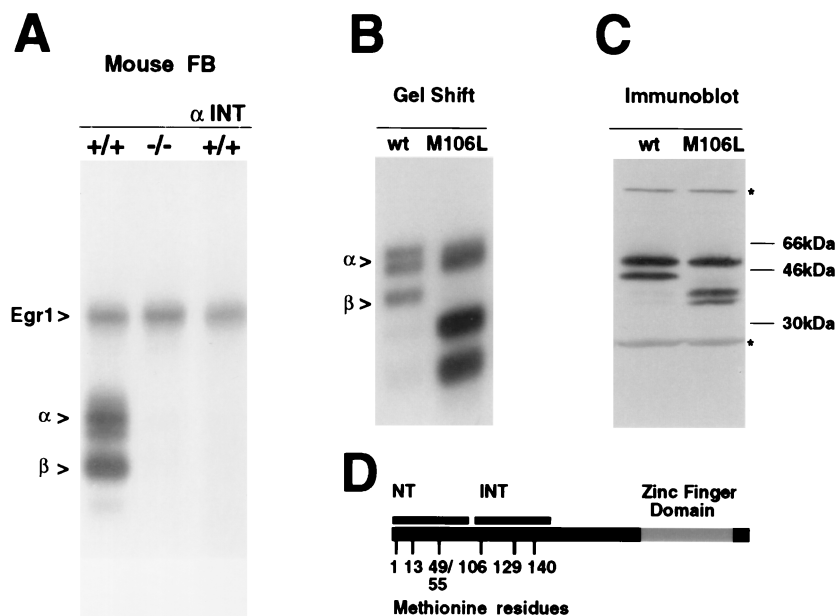 A
Mouse FB
α INT
+/+ -/- +/+
Egr1 >
α >
β >
B
Gel Shift
wt M106L
α >
β >
C
Immunoblot
wt M106L
*
66kDa
46kDa
30kDa
*
D
NT INT Zinc Finger
Domain
1 13 49/ 106 129 140
55
Methionine residues